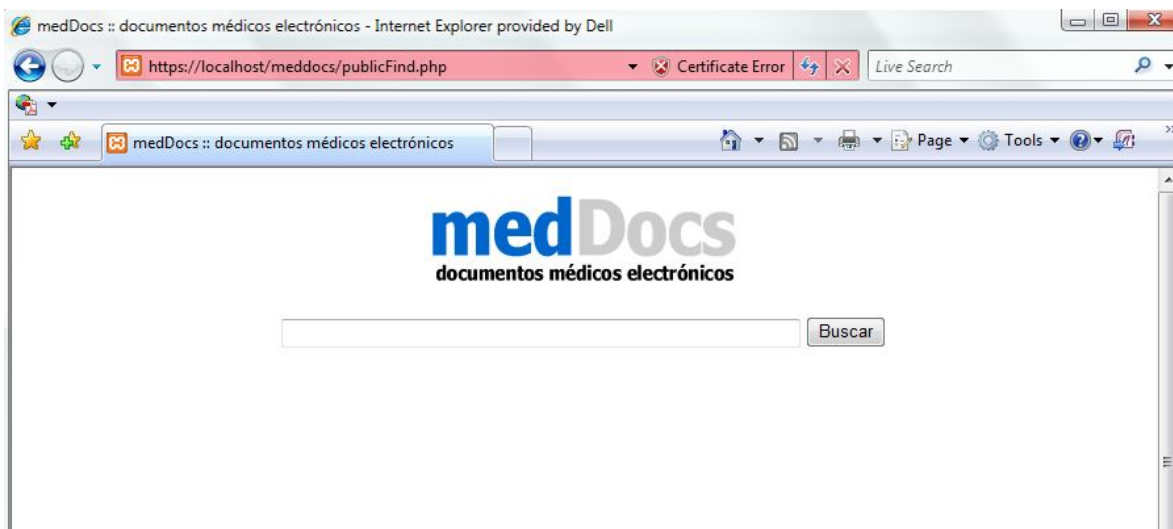 medDocs :: documentos médicos electrónicos - Internet Explorer provided by Dell
https://localhost/meddocs/publicFind.php Certificate Error Live Search
medDocs :: documentos médicos electrónicos Page Tools
medDocs
documentos médicos electrónicos
Buscar